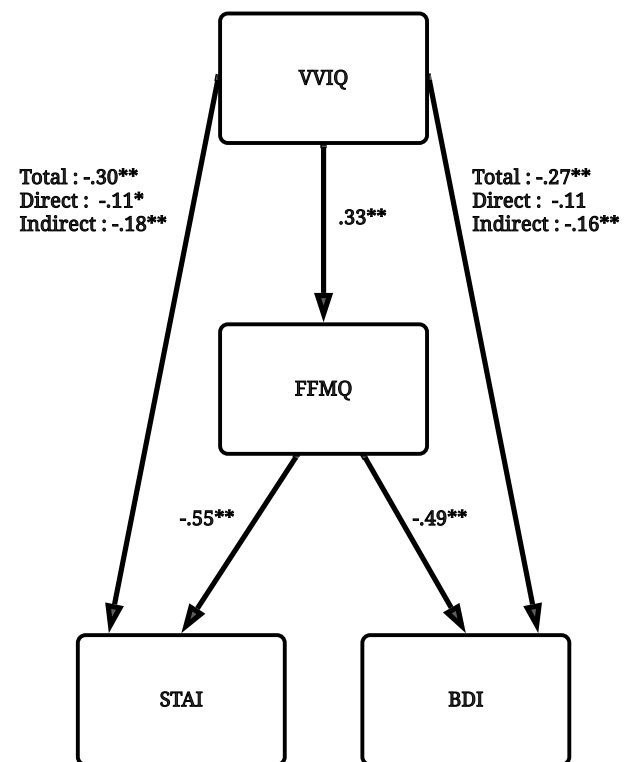 VVIQ
Total : -.30**
Direct :  -.11*
Indirect : -.18**
Total : -.27**
Direct :  -.11
Indirect : -.16**
.33**
FFMQ
-.55**
-.49**
STAI
BDI